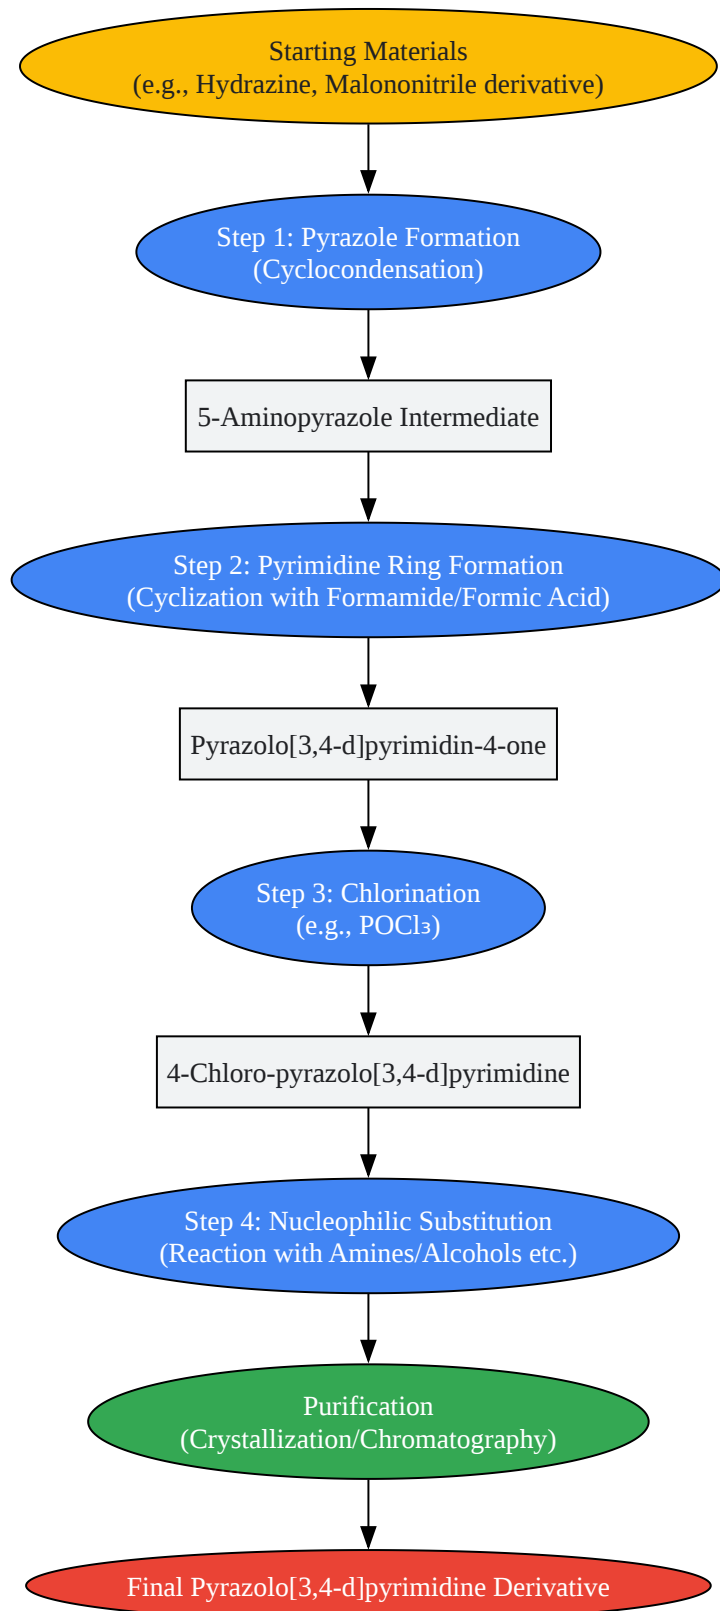 Starting Materials
(e.g., Hydrazine, Malononitrile derivative)
Step 1: Pyrazole Formation
(Cyclocondensation)
5-Aminopyrazole Intermediate
Step 2: Pyrimidine Ring Formation
(Cyclization with Formamide/Formic Acid)
Pyrazolo[3,4-d]pyrimidin-4-one
Step 3: Chlorination
(e.g., POCl₃)
4-Chloro-pyrazolo[3,4-d]pyrimidine
Step 4: Nucleophilic Substitution
(Reaction with Amines/Alcohols etc.)
Purification
(Crystallization/Chromatography)
Final Pyrazolo[3,4-d]pyrimidine Derivative